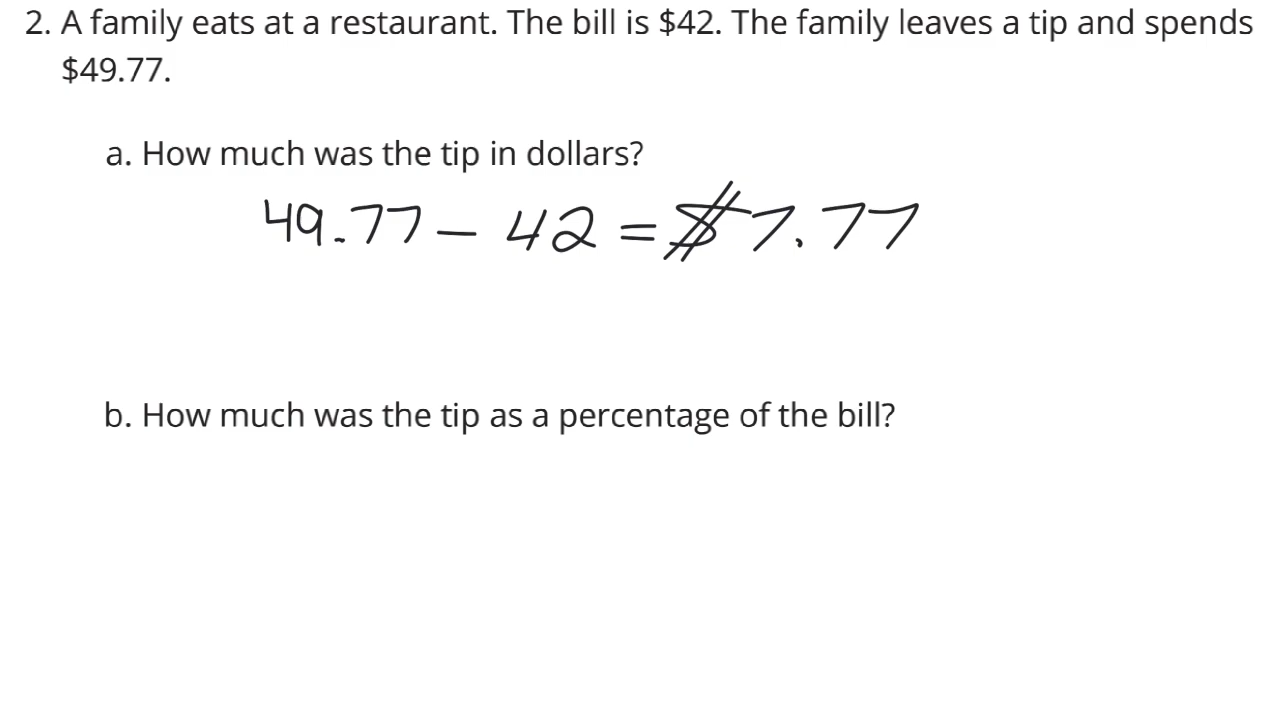 2. A family eats at a restaurant. The bill is $42. The family leaves a tip and spends
$49.77.
a. How much was the tip in dollars?
49.77 - 42 = $7.77
b. How much was the tip as a percentage of the bill?